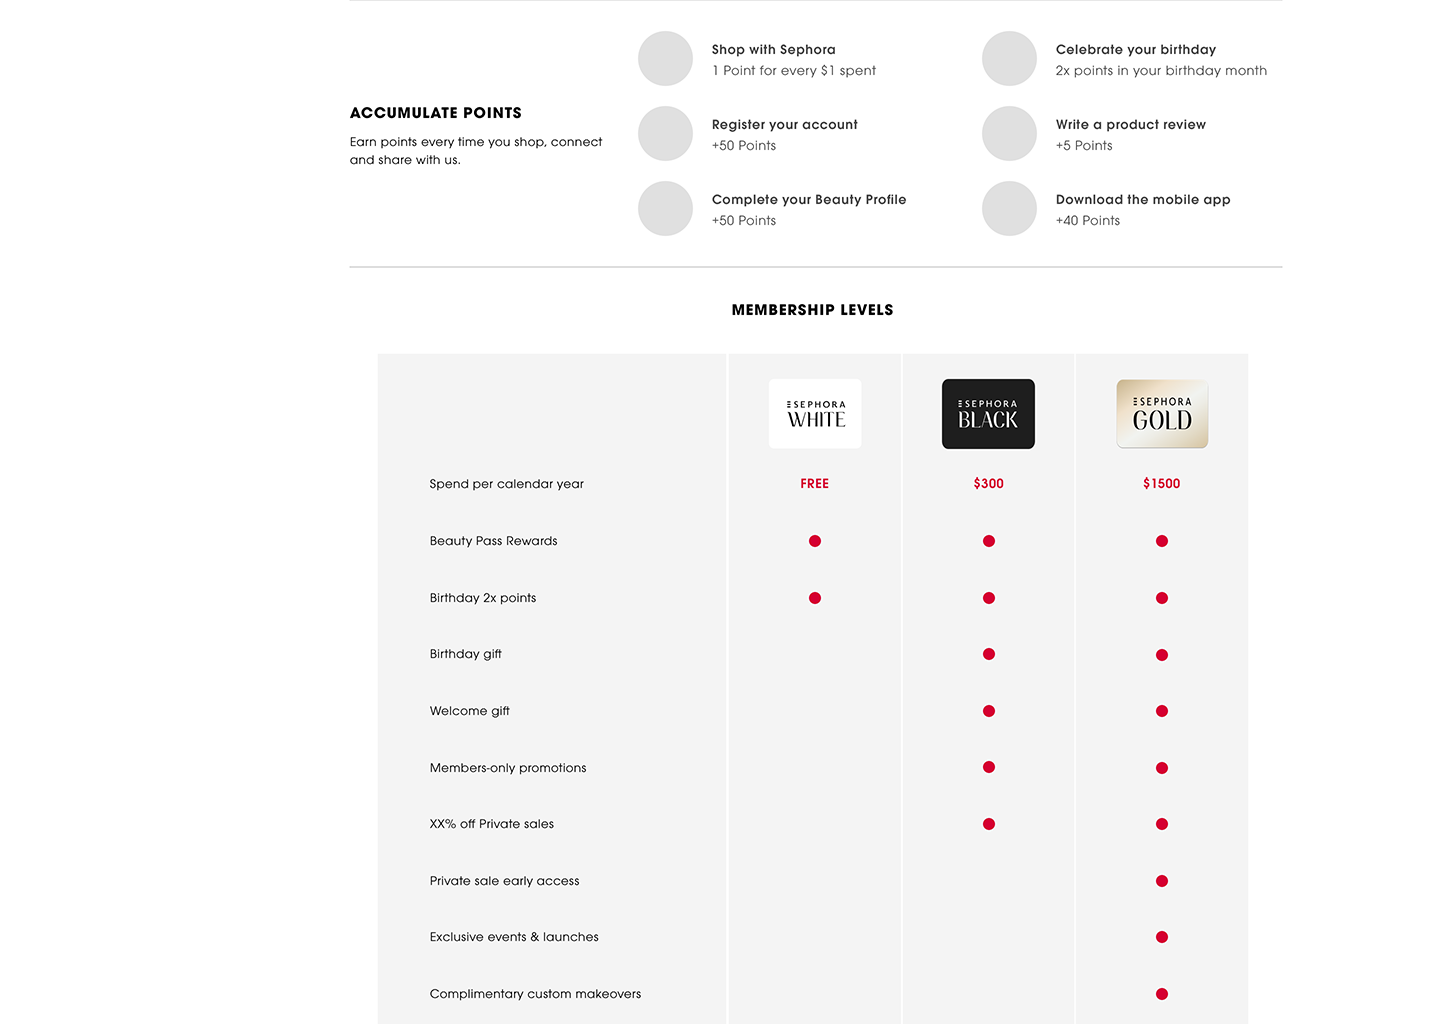 ACCUMULATE POINTS
Earn points every time you shop, connect
and share with us.
Shop with Sephora
1 Point for every $1 spent
Celebrate your birthday
2x points in your birthday month
Register your account
+50 Points
Write a product review
+5 Points
Complete your Beauty Profile
+50 Points
Download the mobile app
+40 Points
MEMBERSHIP LEVELS
SEPHORA
WHITE
SEPHORA
BLACK
SEPHORA
GOLD
Spend per calendar year FREE $300 $1500
Beauty Pass Rewards
Birthday 2x points
Birthday gift
Welcome gift
Members-only promotions
XX% off Private sales
Private sale early access
Exclusive events & launches
Complimentary custom makeovers